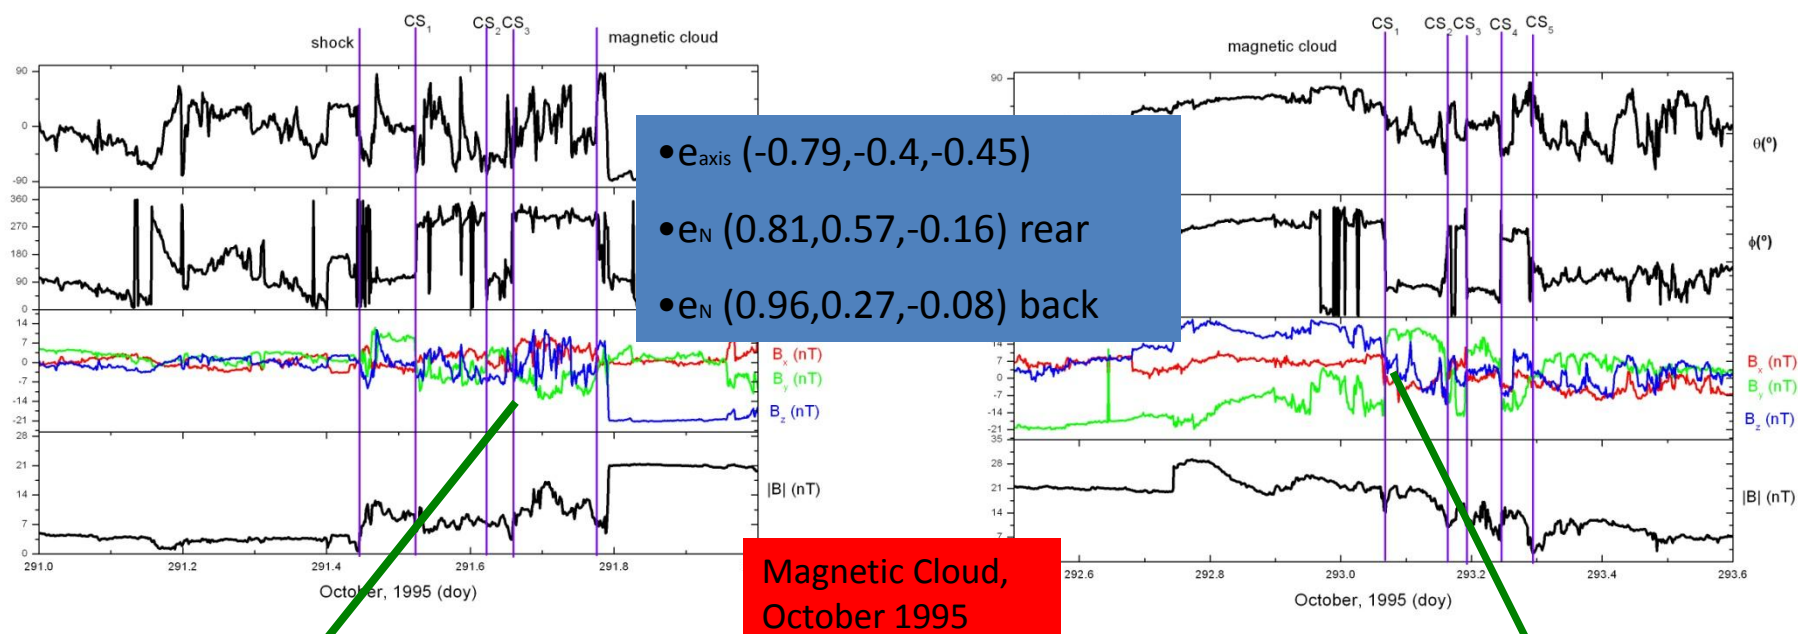 CS1 CS2 CS3
shock
magnetic cloud
90
0
-90
360
270
180
90
0
14
7
0
-7
-14
-21
28
21
14
7
0
291.0 291.2 291.4 291.6 291.8
October, 1995 (doy)
Bx (nT)
By (nT)
Bz (nT)
|B| (nT)
•eaxis (-0.79,-0.4,-0.45)
•eN (0.81,0.57,-0.16) rear
•eN (0.96,0.27,-0.08) back
Magnetic Cloud,
October 1995
CS1 CS2 CS3 CS4 CS5
magnetic cloud
90
14
7
0
-7
-14
-21
35
28
21
14
7
292.6 292.8 293.0 293.2 293.4 293.6
October, 1995 (doy)
θ(°)
ϕ(°)
Bx (nT)
By (nT)
Bz (nT)
|B| (nT)